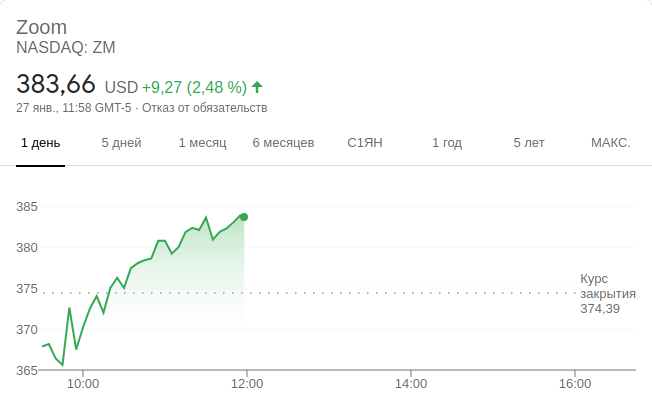 Zoom
NASDAQ: ZM
383,66 USD +9,27 (2,48 %)
27 янв., 11:58 GMT-5 · Отказ от обязательств
1 день 5 дней 1 месяц 6 месяцев С1ЯН 1 год 5 лет МАКС.
385
380
375
370
365
Курс
закрытия
374,39
10:00 12:00 14:00 16:00